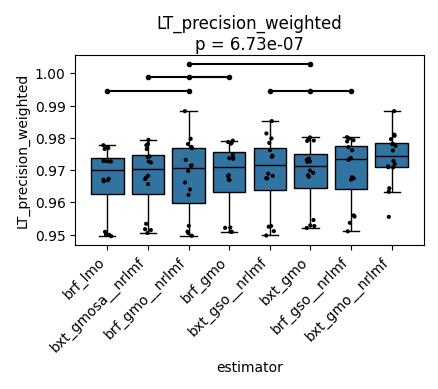 LT_precision_weighted
p = 6.73e-07
LT_precision_weighted
1.00
0.99
0.98
0.97
0.96
0.95
brf_lmo
bxt_gmosa__nrlmf
brf_gmo__nrlmf
brf_gmo
bxt_gso__nrlmf
bxt_gmo
brf_gso__nrlmf
bxt_gmo__nrlmf
estimator